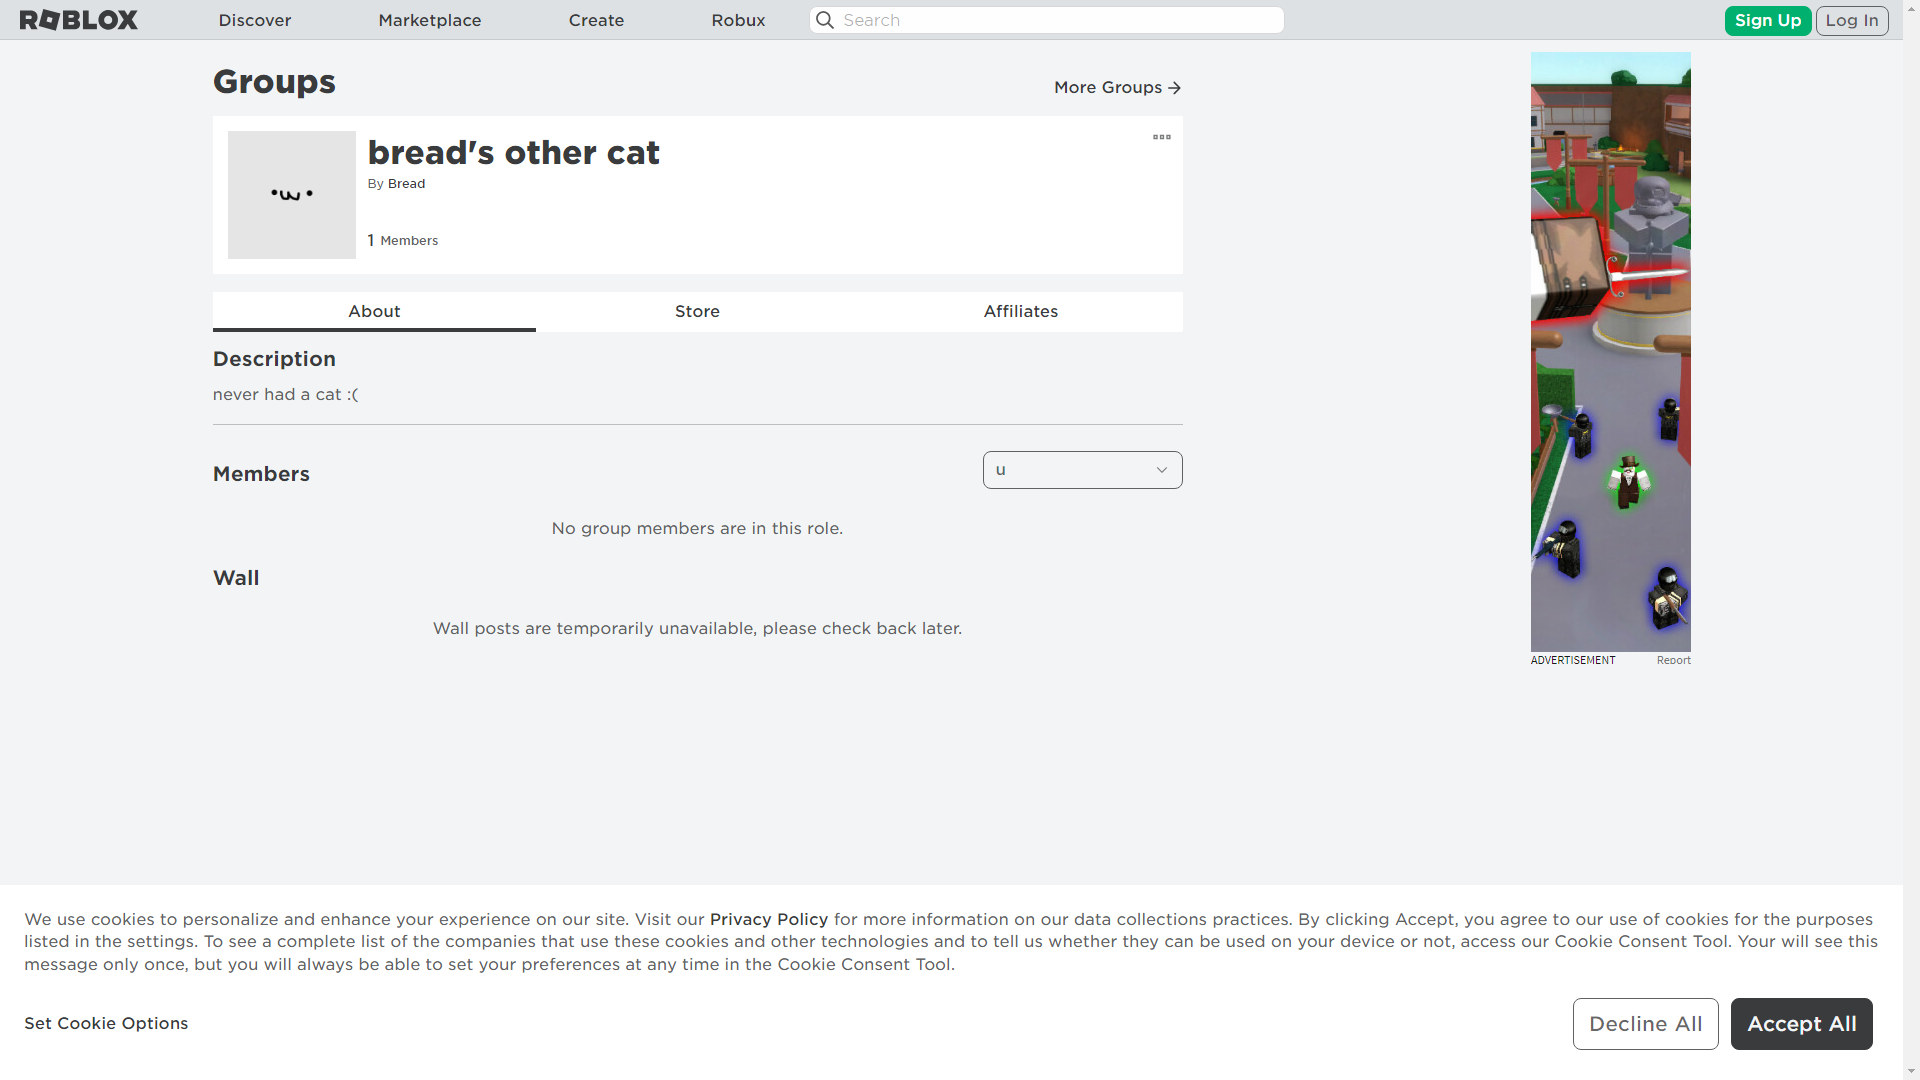 ROBLOX Discover Marketplace Create Robux Search Sign Up Log In
Groups
More Groups
bread's other cat
By Bread
1 Members
About Store Affiliates
Description
never had a cat :(
Members
u
No group members are in this role.
Wall
Wall posts are temporarily unavailable, please check back later.
ADVERTISEMENT Report
We use cookies to personalize and enhance your experience on our site. Visit our Privacy Policy for more information on our data collections practices. By clicking Accept, you agree to our use of cookies for the purposes
listed in the settings. To see a complete list of the companies that use these cookies and other technologies and to tell us whether they can be used on your device or not, access our Cookie Consent Tool. Your will see this
message only once, but you will always be able to set your preferences at any time in the Cookie Consent Tool.
Set Cookie Options
Decline All
Accept All